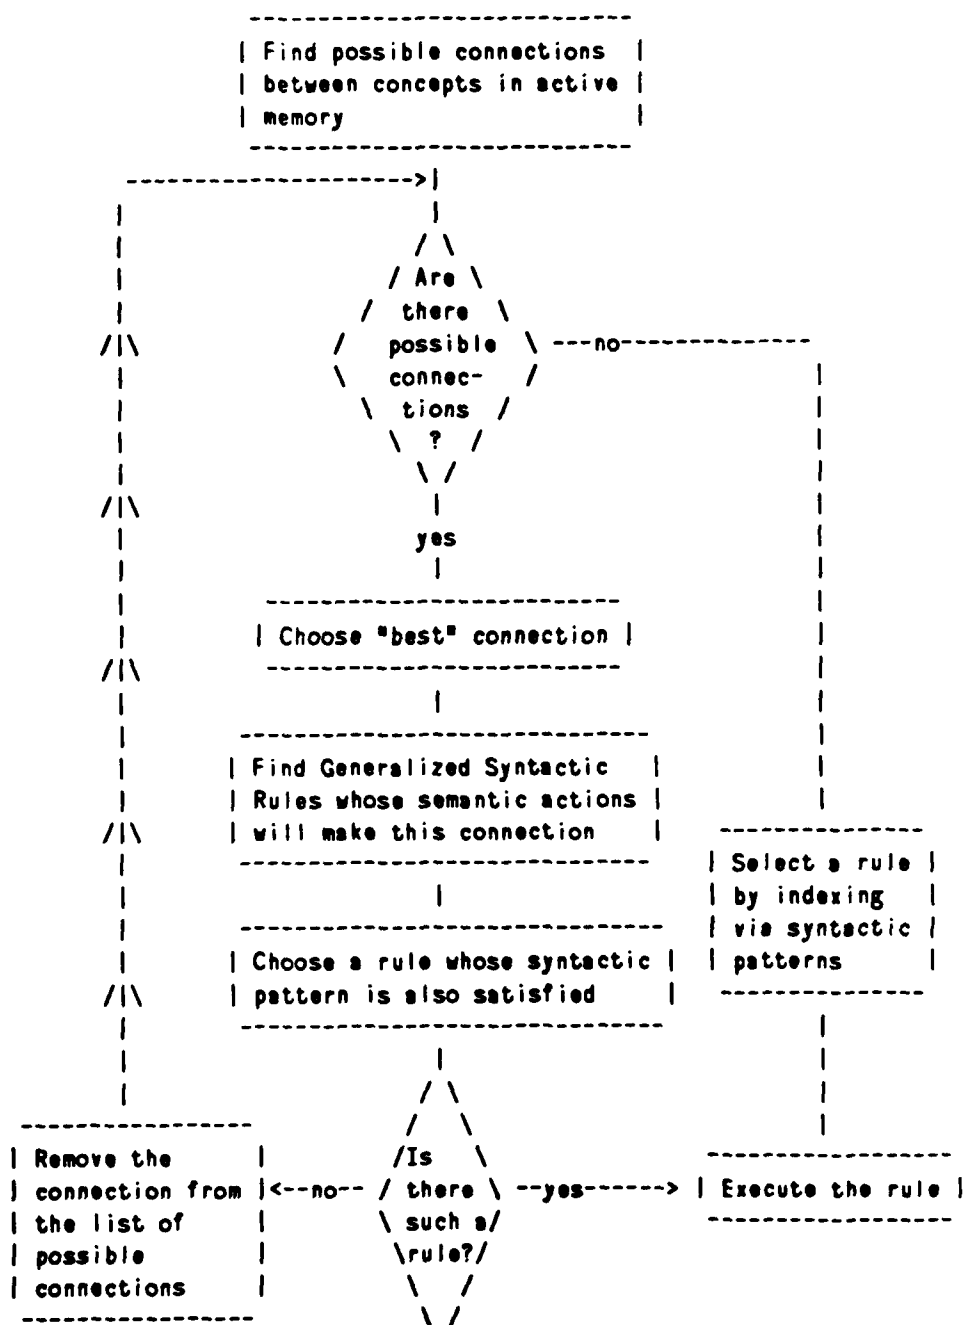 Find possible connections
between concepts in active
memory
Are
there
possible
connec-
tions
?
no
yes
Choose "best" connection
Find Generalized Syntactic
Rules whose semantic actions
will make this connection
Select a rule
by indexing
via syntactic
patterns
Choose a rule whose syntactic
pattern is also satisfied
Is
there
such a
rule?
no
yes
Remove the
connection from
the list of
possible
connections
Execute the rule